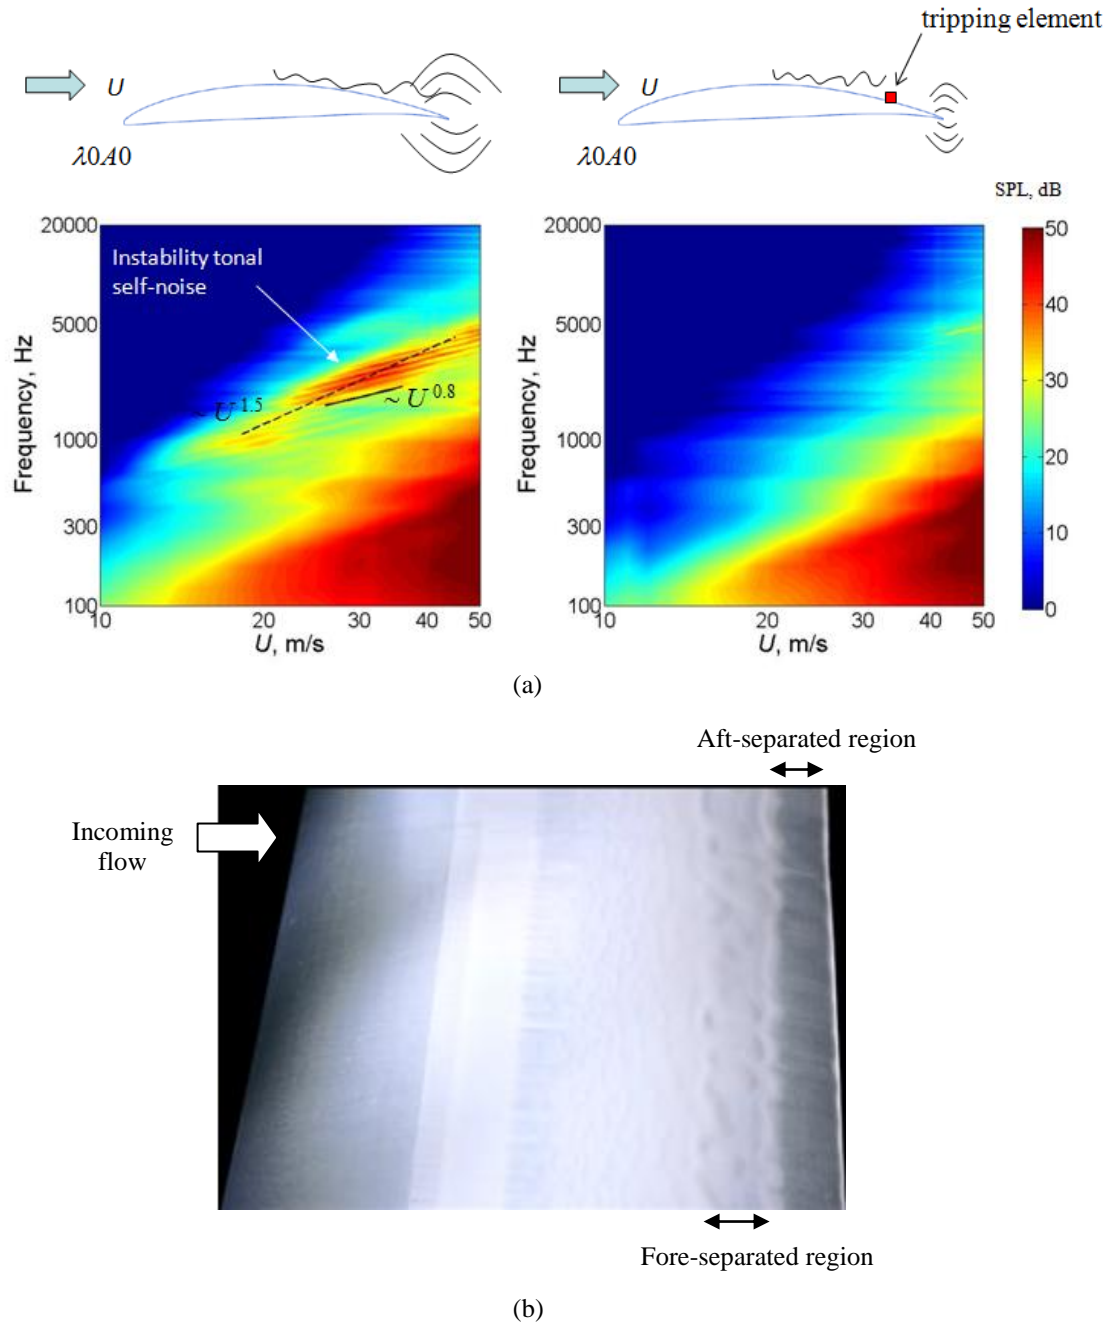 tripping element
U
U
λ0A0
λ0A0
SPL, dB
20000
5000
1000
300
100
Frequency, Hz
Instability tonal
self-noise
~ U^1.5
~ U^0.8
10
20
30
40
50
U, m/s
20000
5000
1000
300
100
Frequency, Hz
10
20
30
40
50
U, m/s
50
40
30
20
10
0
(a)
Aft-separated region
Incoming
flow
Fore-separated region
(b)